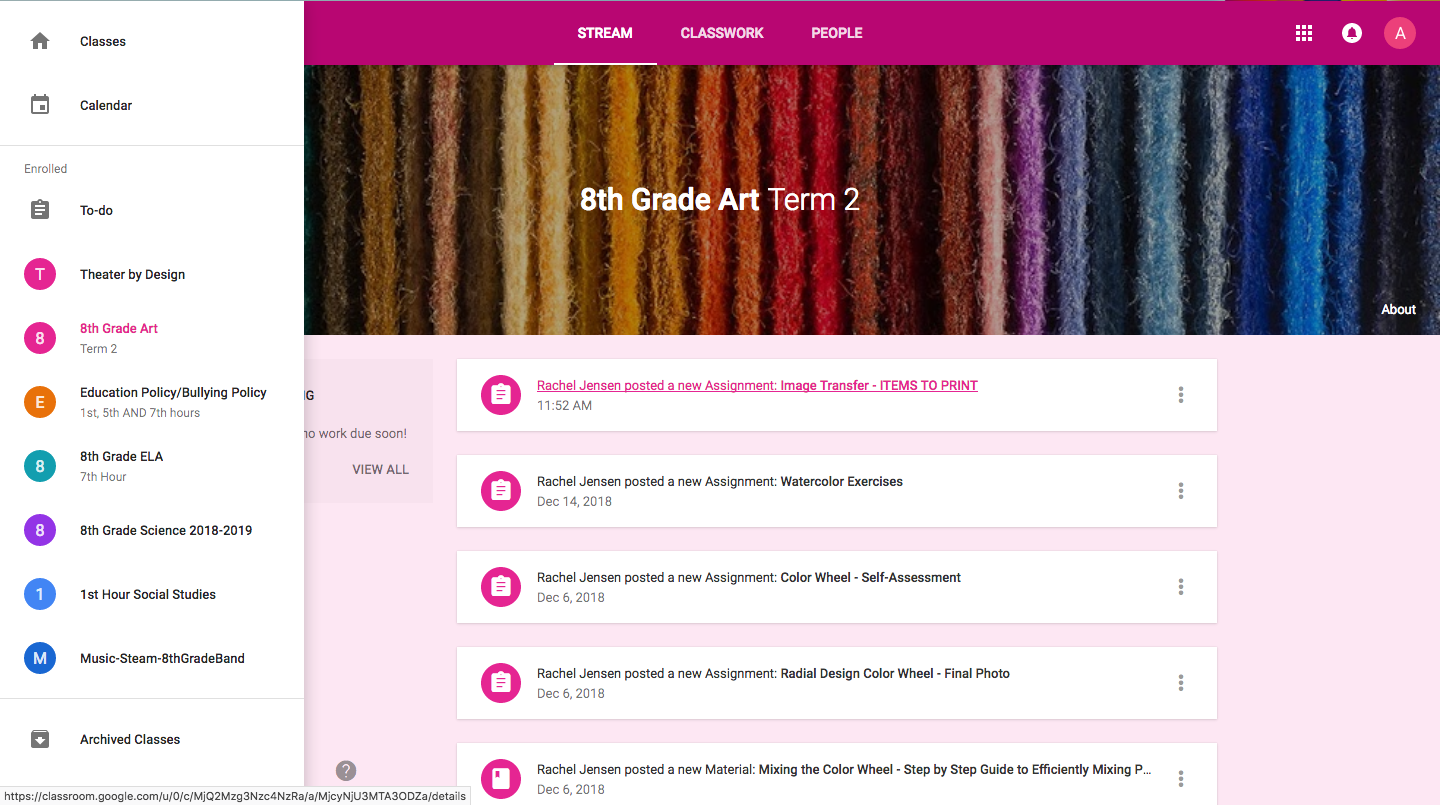 Classes
Calendar
Enrolled
To-do
T
Theater by Design
8
8th Grade Art
Term 2
E
Education Policy/Bullying Policy
1st, 5th AND 7th hours
8
8th Grade ELA
7th Hour
8
8th Grade Science 2018-2019
1
1st Hour Social Studies
M
Music-Steam-8thGradeBand
Archived Classes
STREAM
CLASSWORK
PEOPLE
A
8th Grade Art Term 2
About
NG
no work due soon!
VIEW ALL
Rachel Jensen posted a new Assignment: Image Transfer - ITEMS TO PRINT
11:52 AM
Rachel Jensen posted a new Assignment: Watercolor Exercises
Dec 14, 2018
Rachel Jensen posted a new Assignment: Color Wheel - Self-Assessment
Dec 6, 2018
Rachel Jensen posted a new Assignment: Radial Design Color Wheel - Final Photo
Dec 6, 2018
Rachel Jensen posted a new Material: Mixing the Color Wheel - Step by Step Guide to Efficiently Mixing P...
Dec 6, 2018
?
https://classroom.google.com/u/0/c/MjQ2Mzg3Nzc4NzRa/a/MjcyNjU3MTA3ODZa/details